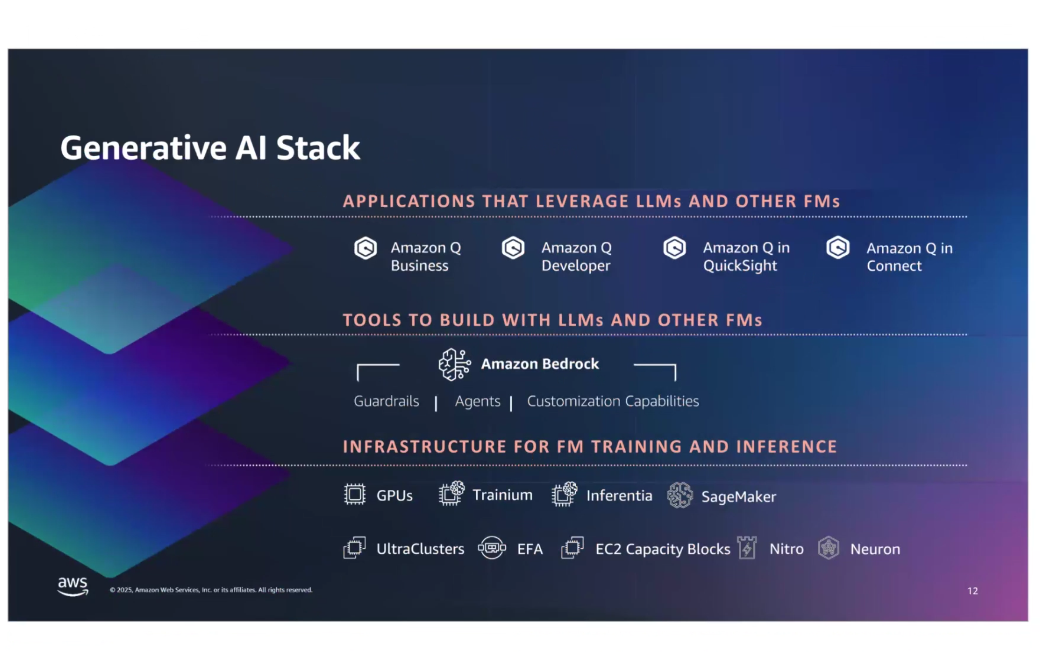 Generative AI Stack
APPLICATIONS THAT LEVERAGE LLMs AND OTHER FMs
Amazon Q Business
Amazon Q Developer
Amazon Q in QuickSight
Amazon Q in Connect
TOOLS TO BUILD WITH LLMs AND OTHER FMs
Amazon Bedrock
Guardrails | Agents | Customization Capabilities
INFRASTRUCTURE FOR FM TRAINING AND INFERENCE
GPUs Trainium Inferentia SageMaker
UltraClusters EFA EC2 Capacity Blocks Nitro Neuron
aws © 2025, Amazon Web Services, Inc. or its affiliates. All rights reserved. 12